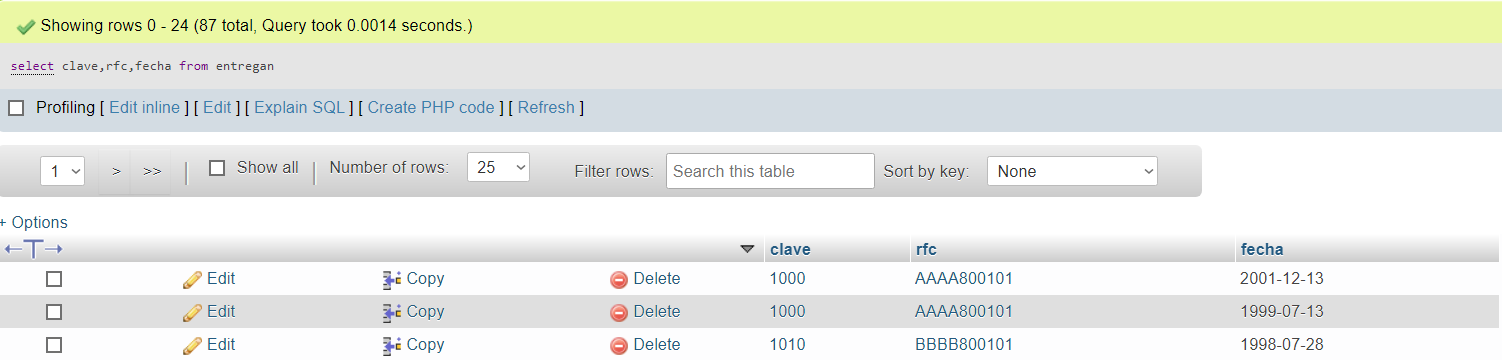 Showing rows 0 - 24 (87 total, Query took 0.0014 seconds.)
select clave,rfc,fecha from entregan
Profiling [ Edit inline ] [ Edit ] [ Explain SQL ] [ Create PHP code ] [ Refresh ]
1 > >> | Show all | Number of rows: 25 Filter rows: Search this table Sort by key: None
+ Options
←T→ clave rfc fecha
Edit Copy Delete 1000 AAAA800101 2001-12-13
Edit Copy Delete 1000 AAAA800101 1999-07-13
Edit Copy Delete 1010 BBBB800101 1998-07-28